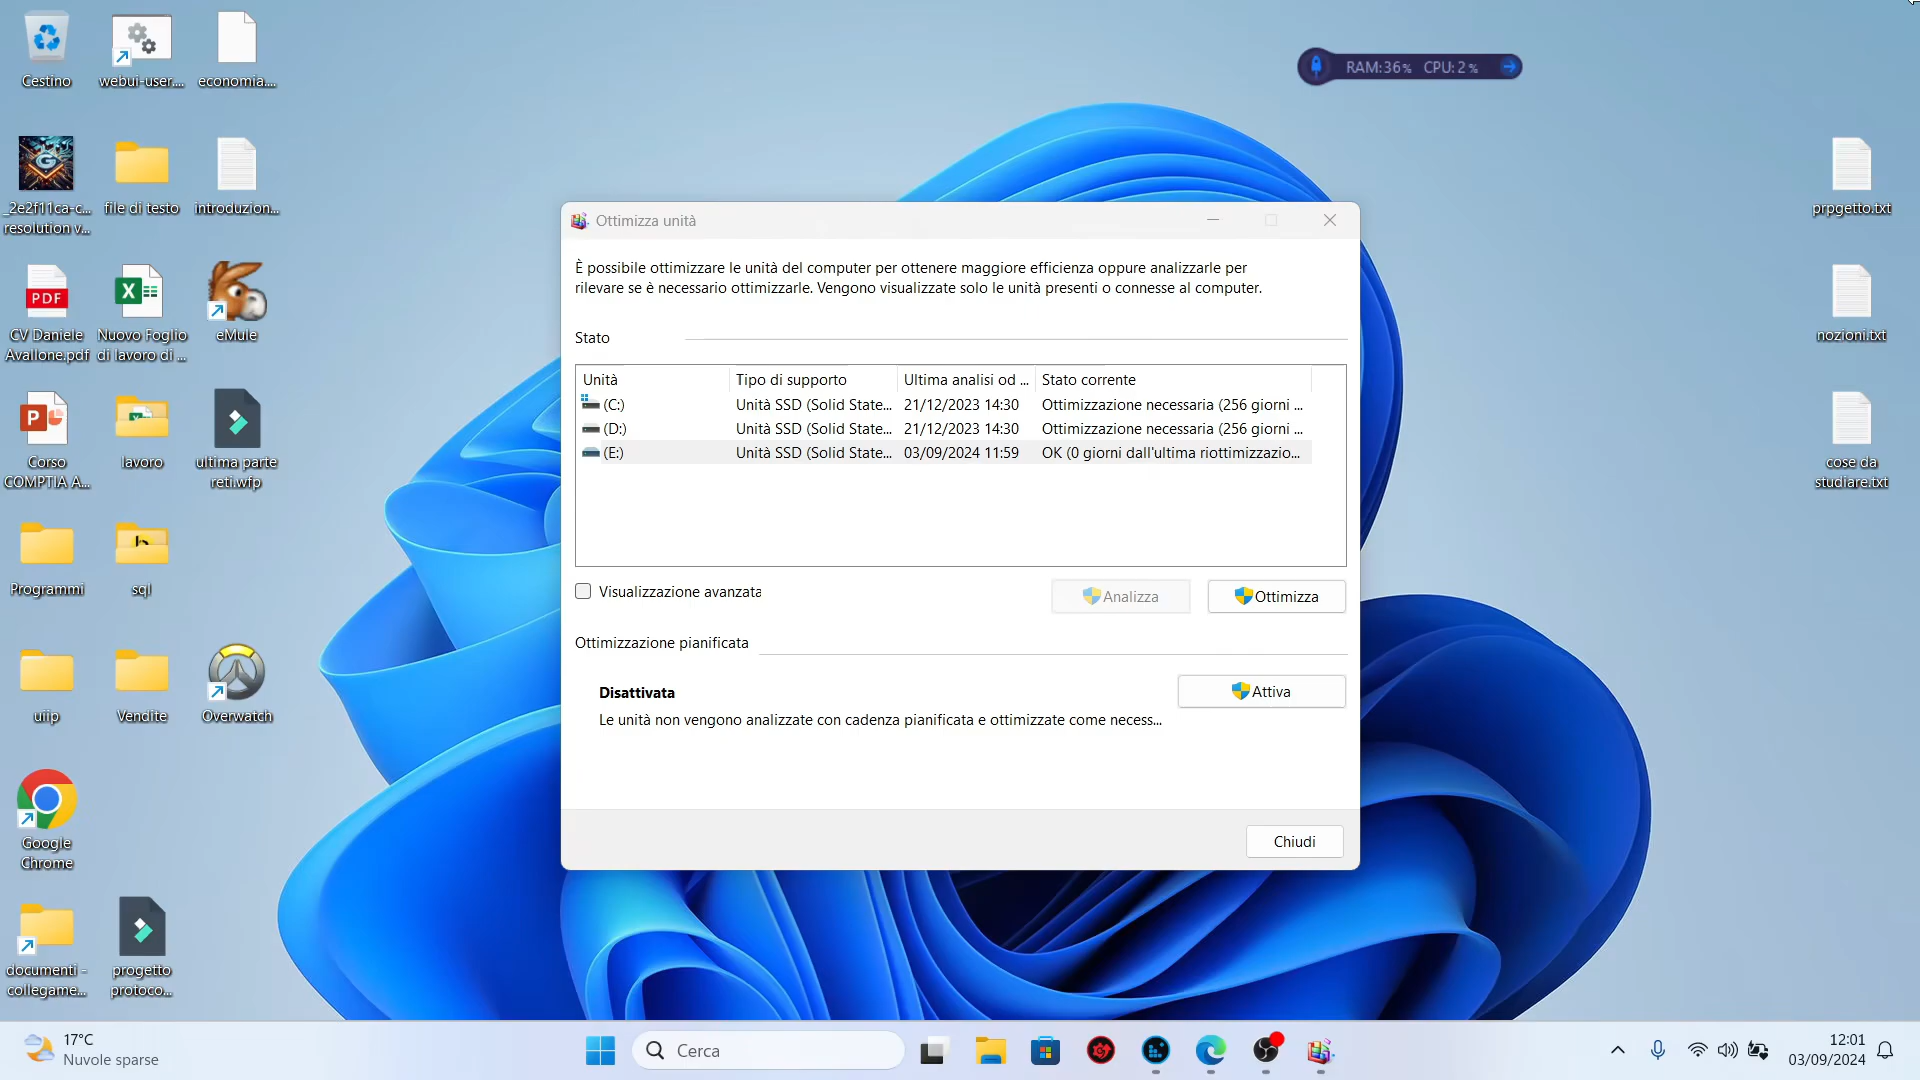 Cestino
webui-user....
economia....
RAM:36% CPU:2%
_2e2f11ca-c...
resolution v...
file di testo
introduzion...
prpgetto.txt
PDF
CV Daniele
Avallone.pdf
Nuovo Foglio
di lavoro di ...
eMule
nozioni.txt
Corso
COMPTIA A...
lavoro
ultima parte
reti.wfp
cose da
studiare.txt
Programmi
sql
uiip
Vendite
Overwatch
Google
Chrome
documenti -
collegame...
progetto
protoco...
Ottimizza unità
È possibile ottimizzare le unità del computer per ottenere maggiore efficienza oppure analizzarle per
rilevare se è necessario ottimizzarle. Vengono visualizzate solo le unità presenti o connesse al computer.
Stato
Unità Tipo di supporto Ultima analisi od ... Stato corrente
(C:) Unità SSD (Solid State... 21/12/2023 14:30 Ottimizzazione necessaria (256 giorni ...
(D:) Unità SSD (Solid State... 21/12/2023 14:30 Ottimizzazione necessaria (256 giorni ...
(E:) Unità SSD (Solid State... 03/09/2024 11:59 OK (0 giorni dall'ultima riottimizzazio...
Visualizzazione avanzata
Analizza
Ottimizza
Ottimizzazione pianificata
Disattivata
Attiva
Le unità non vengono analizzate con cadenza pianificata e ottimizzate come necess...
Chiudi
17°C
Nuvole sparse
Cerca
12:01
03/09/2024